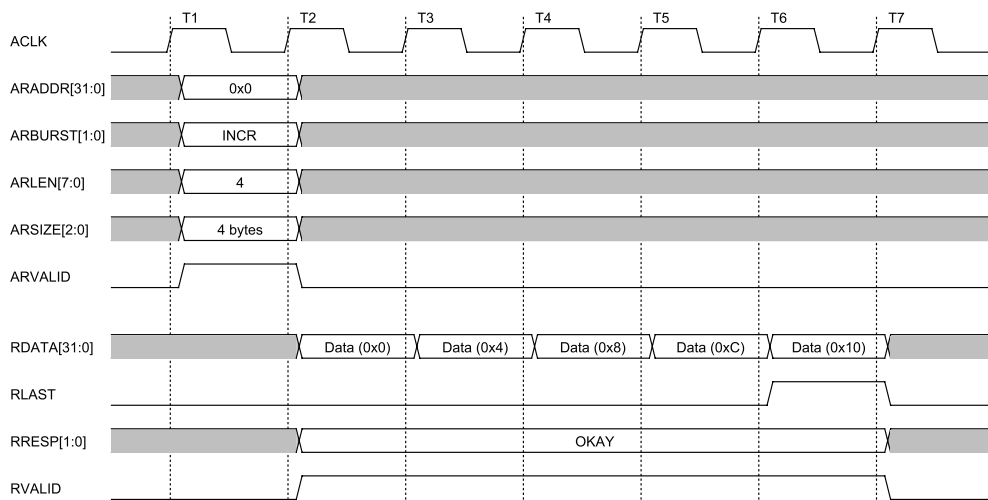 T1 T2 T3 T4 T5 T6 T7
ACLK
ARADDR[31:0] 0x0
ARBURST[1:0] INCR
ARLEN[7:0] 4
ARSIZE[2:0] 4 bytes
ARVALID
RDATA[31:0] Data (0x0) Data (0x4) Data (0x8) Data (0xC) Data (0x10)
RLAST
RRESP[1:0] OKAY
RVALID